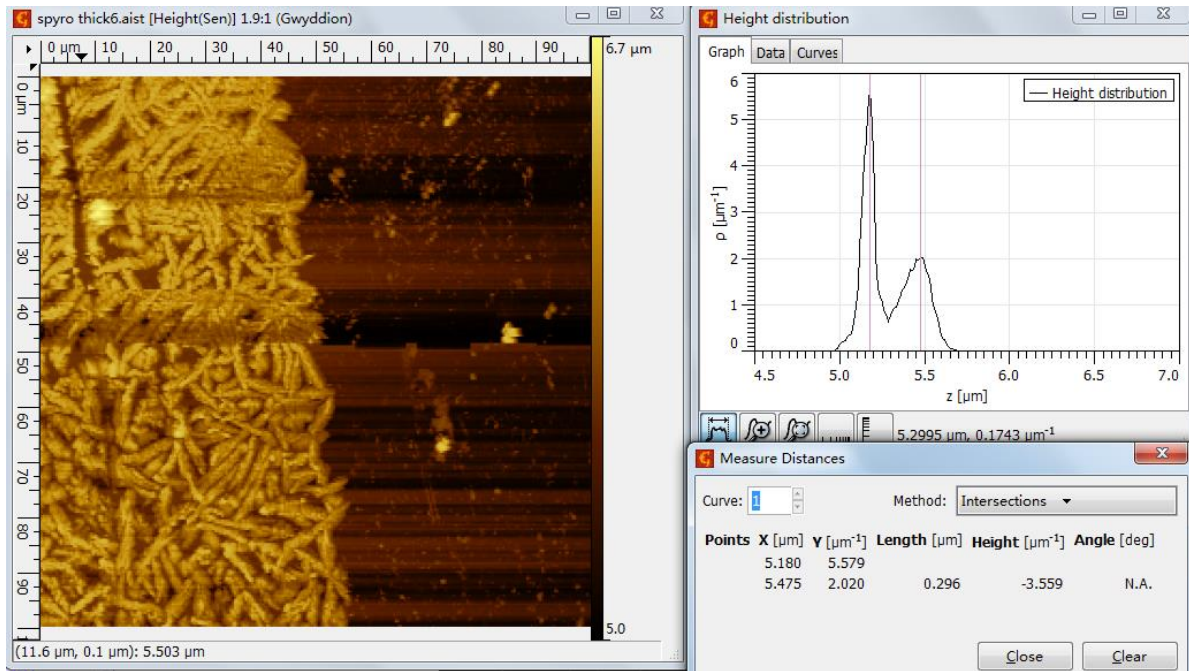 spyro thick6.aist [Height(Sen)] 1.9:1 (Gwyddion)
0 µm 10 20 30 40 50 60 70 80 90
6.7 µm
0 µm
10
20
30
40
50
60
70
80
90
5.0
(11.6 µm, 0.1 µm): 5.503 µm
Height distribution
Graph Data Curves
Height distribution
6
5
4
3
2
1
0
ρ [µm⁻¹]
4.5 5.0 5.5 6.0 6.5 7.0
z [µm]
5.2995 µm, 0.1743 µm⁻¹
Measure Distances
Curve: 1 Method: Intersections
Points X [µm] Y [µm⁻¹] Length [µm] Height [µm⁻¹] Angle [deg]
5.180 5.579
5.475 2.020 0.296 -3.559 N.A.
Close Clear